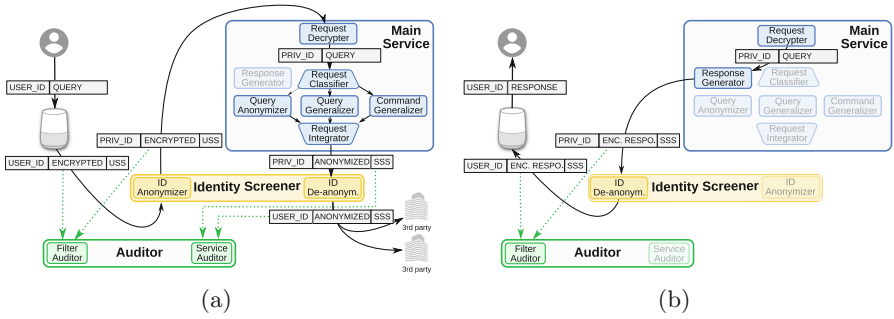 Request
Decrypter
Main
Service
PRIV_ID QUERY
Response
Generator
Request
Classifier
USER_ID QUERY
Query
Anonymizer
Query
Generalizer
Command
Generalizer
Request
Integrator
PRIV_ID ENCRYPTED USS
USER_ID ENCRYPTED USS
PRIV_ID ANONYMIZED SSS
ID
Anonymizer
Identity Screener
ID
De-anonym.
USER_ID ANONYMIZED SSS
3rd party
Filter
Auditor
Auditor
Service
Auditor
3rd party
(a)
Request
Decrypter
Main
Service
PRIV_ID QUERY
Response
Generator
Request
Classifier
USER_ID RESPONSE
Query
Anonymizer
Query
Generalizer
Command
Generalizer
Request
Integrator
PRIV_ID ENC. RESPO. SSS
USER_ID ENC. RESPO. SSS
ID
De-anonym.
Identity Screener
ID
Anonymizer
Filter
Auditor
Auditor
Service
Auditor
(b)